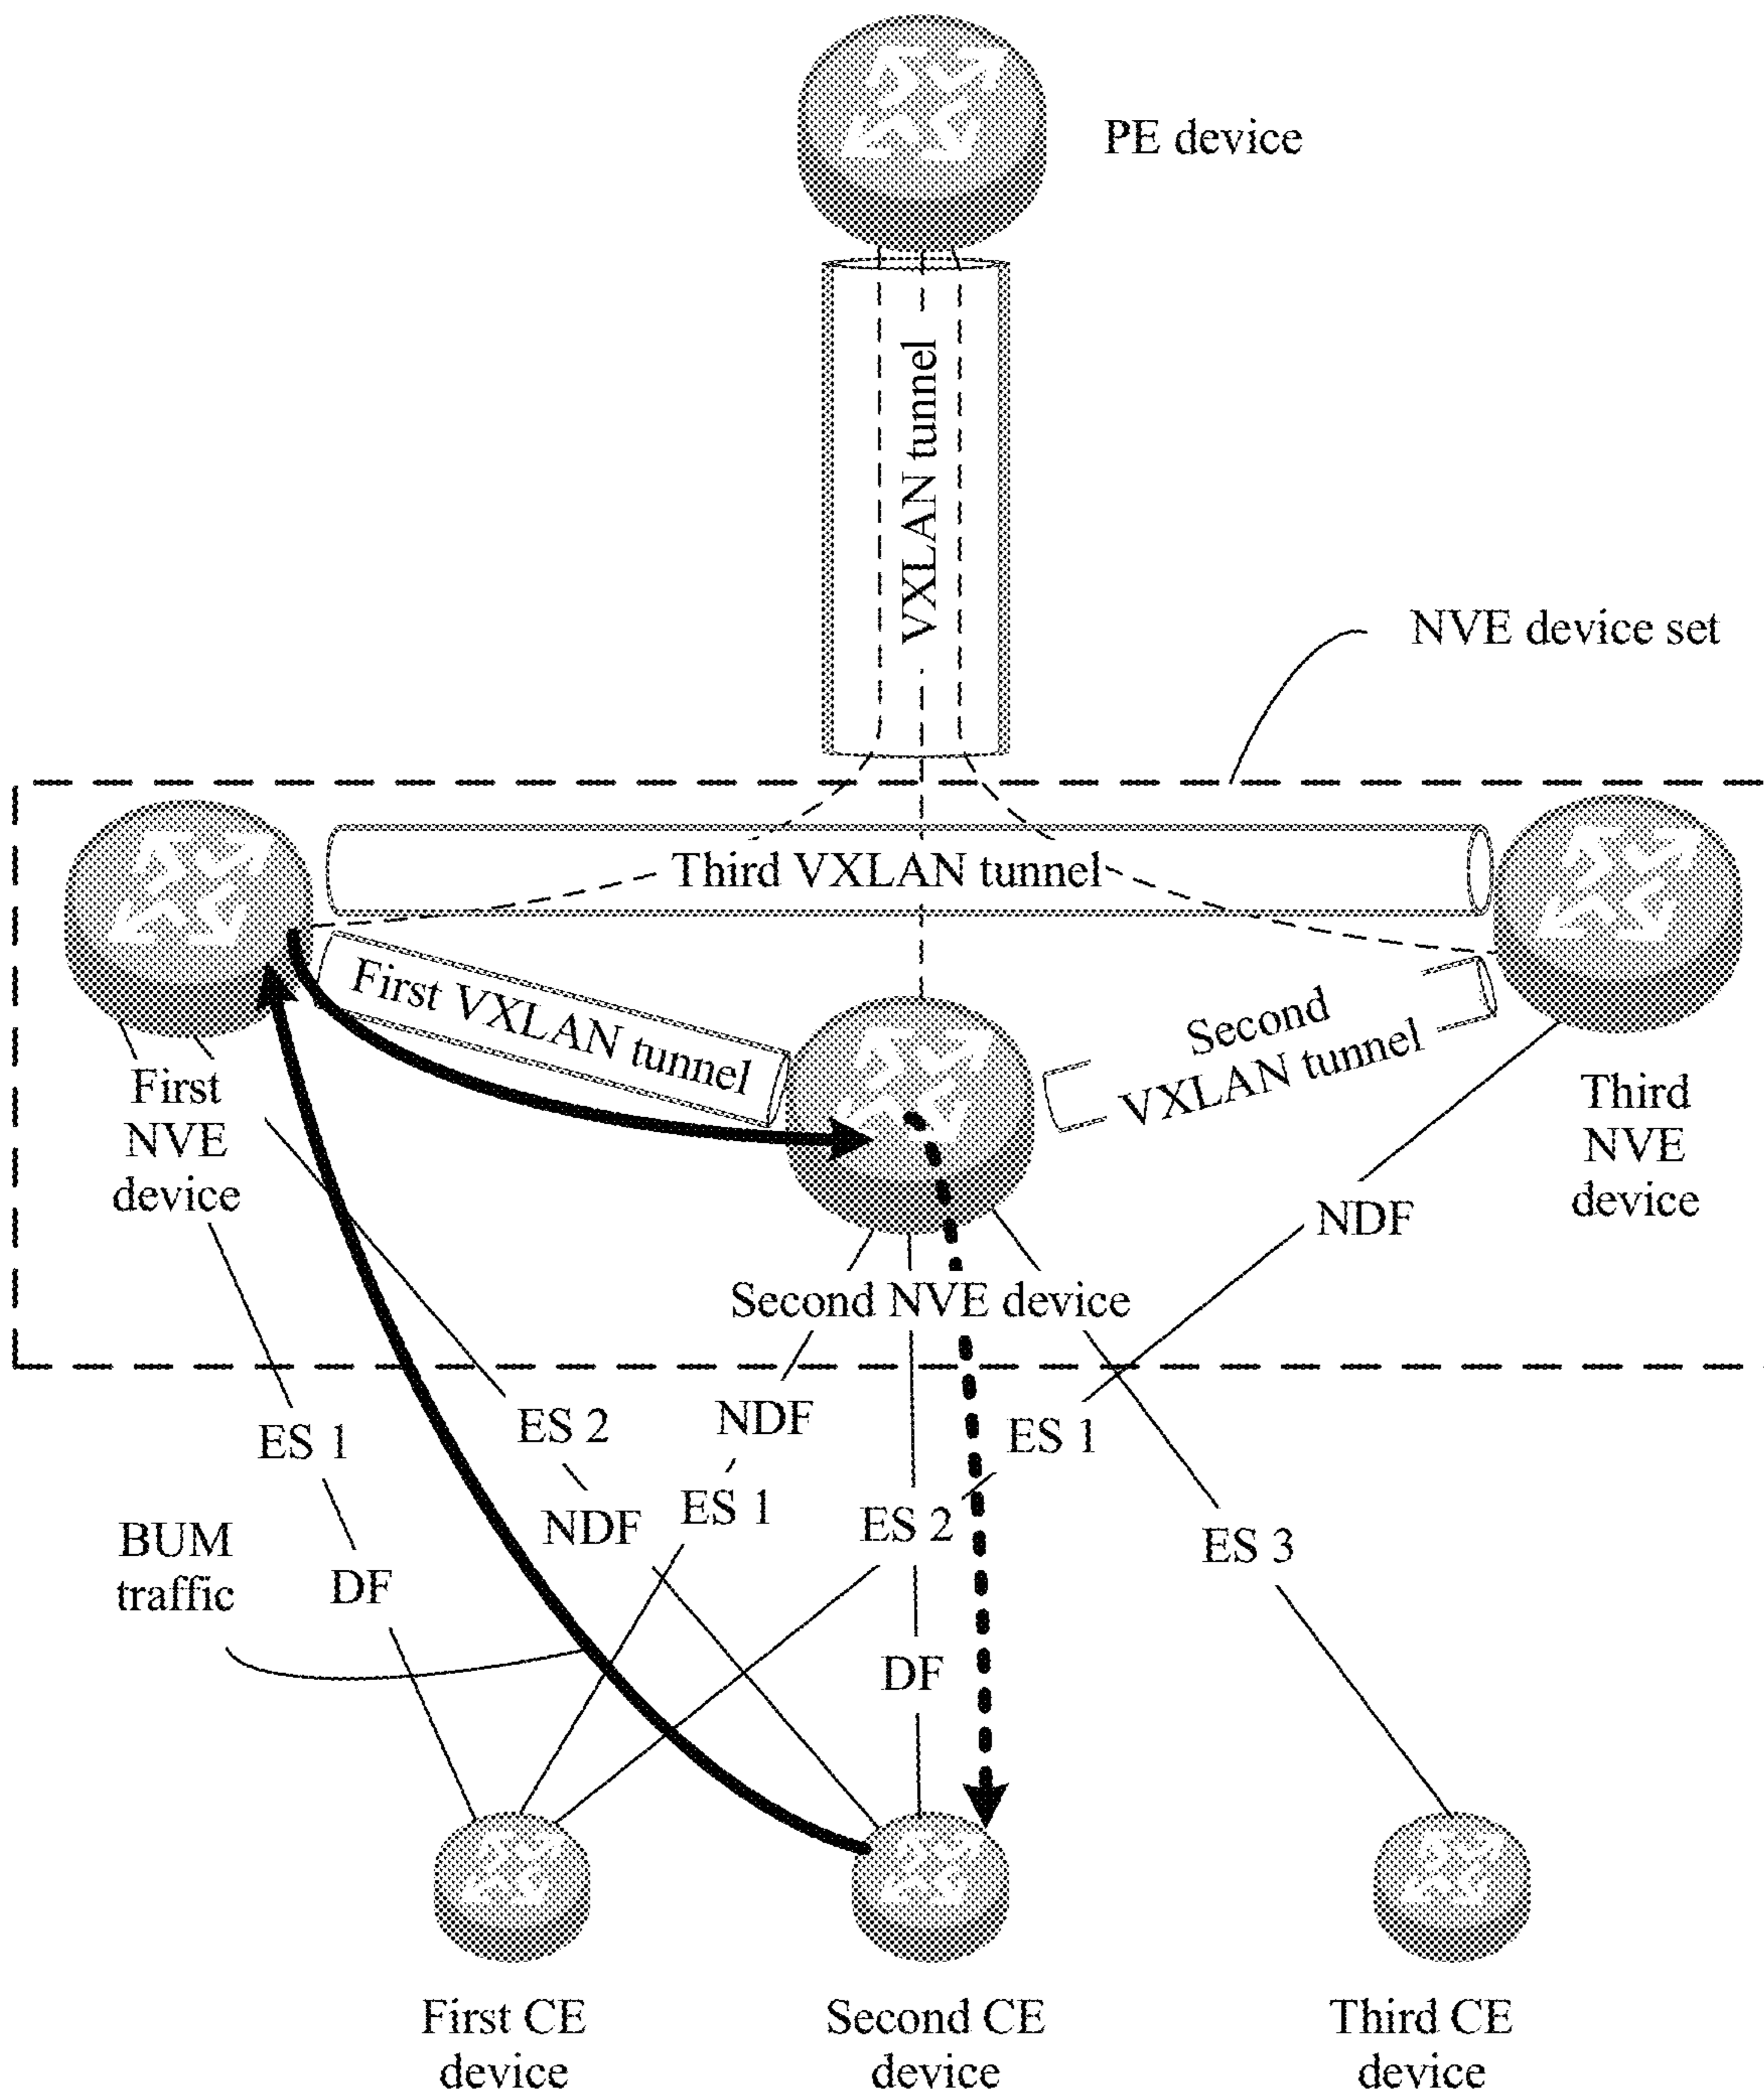 PE device
VXLAN tunnel
NVE device set
Third VXLAN tunnel
First VXLAN tunnel
Second
VXLAN tunnel
First
NVE
device
Third
NVE
device
NDF
Second NVE device
ES 1
ES 2
NDF
ES 1
NDF
ES 1
ES 2
ES 3
BUM
traffic
DF
DF
First CE
device
Second CE
device
Third CE
device